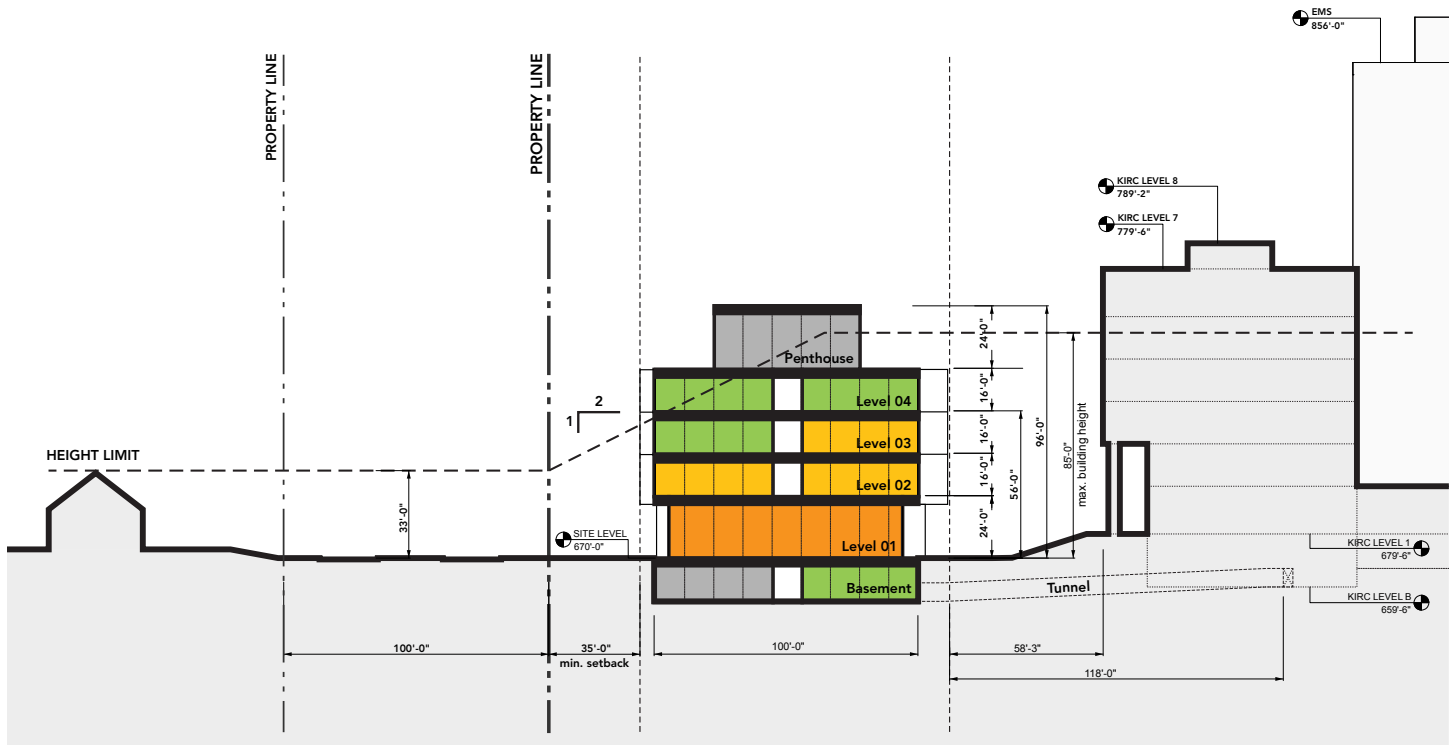 EMS
856'-0"
PROPERTY LINE
PROPERTY LINE
KIRC LEVEL 8
789'-2"
KIRC LEVEL 7
779'-6"
24'-0"
Penthouse
2
1
Level 04
16'-0"
Level 03
16'-0"
96'-0"
85'-0"
max. building height
HEIGHT LIMIT
Level 02
16'-0"
56'-0"
33'-0"
24'-0"
SITE LEVEL
670'-0"
Level 01
KIRC LEVEL 1
679'-6"
Basement
Tunnel
KIRC LEVEL B
659'-6"
100'-0"
35'-0"
min. setback
100'-0"
58'-3"
118'-0"